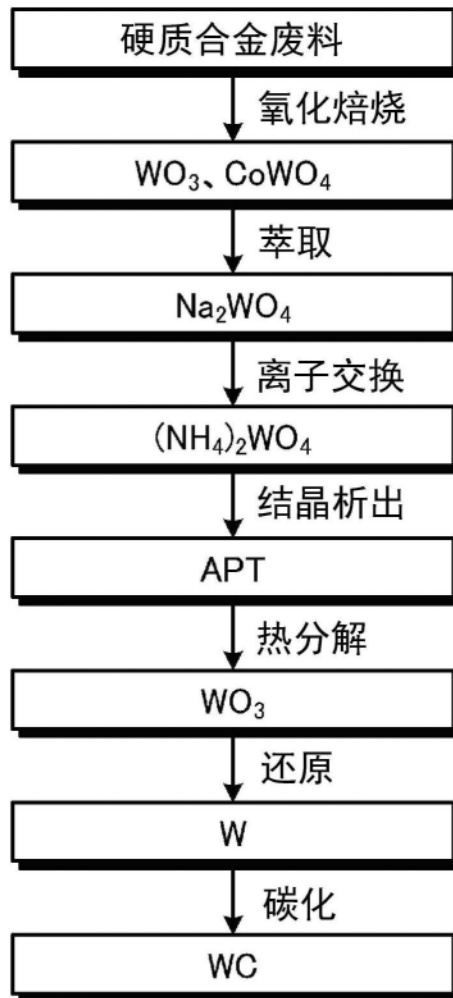 硬质合金废料
氧化焙烧
WO₃、CoWO₄
萃取
Na₂WO₄
离子交换
(NH₄)₂WO₄
结晶析出
APT
热分解
WO₃
还原
W
碳化
WC